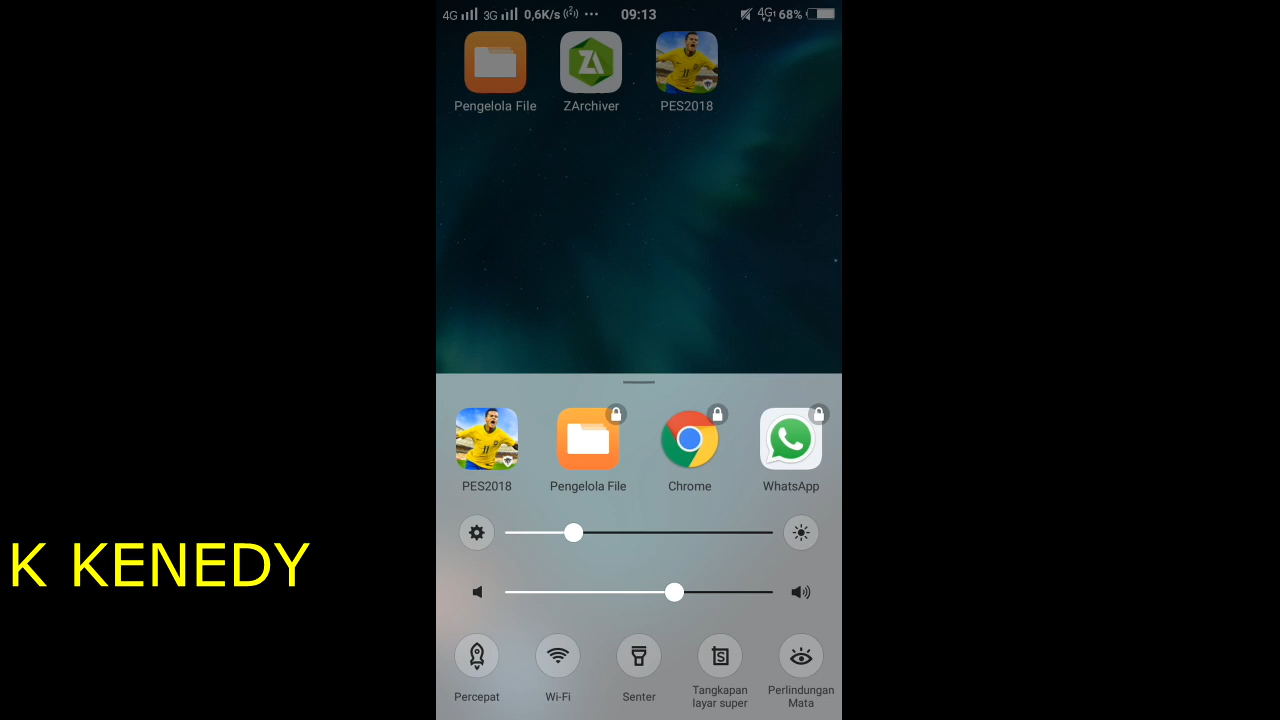 4G 3G 0,6K/s ... 09:13 4G 68%
Pengelola File ZArchiver PES2018
PES2018 Pengelola File Chrome WhatsApp
K KENEDY
Percepat Wi-Fi Senter Tangkapan layar super Perlindungan Mata